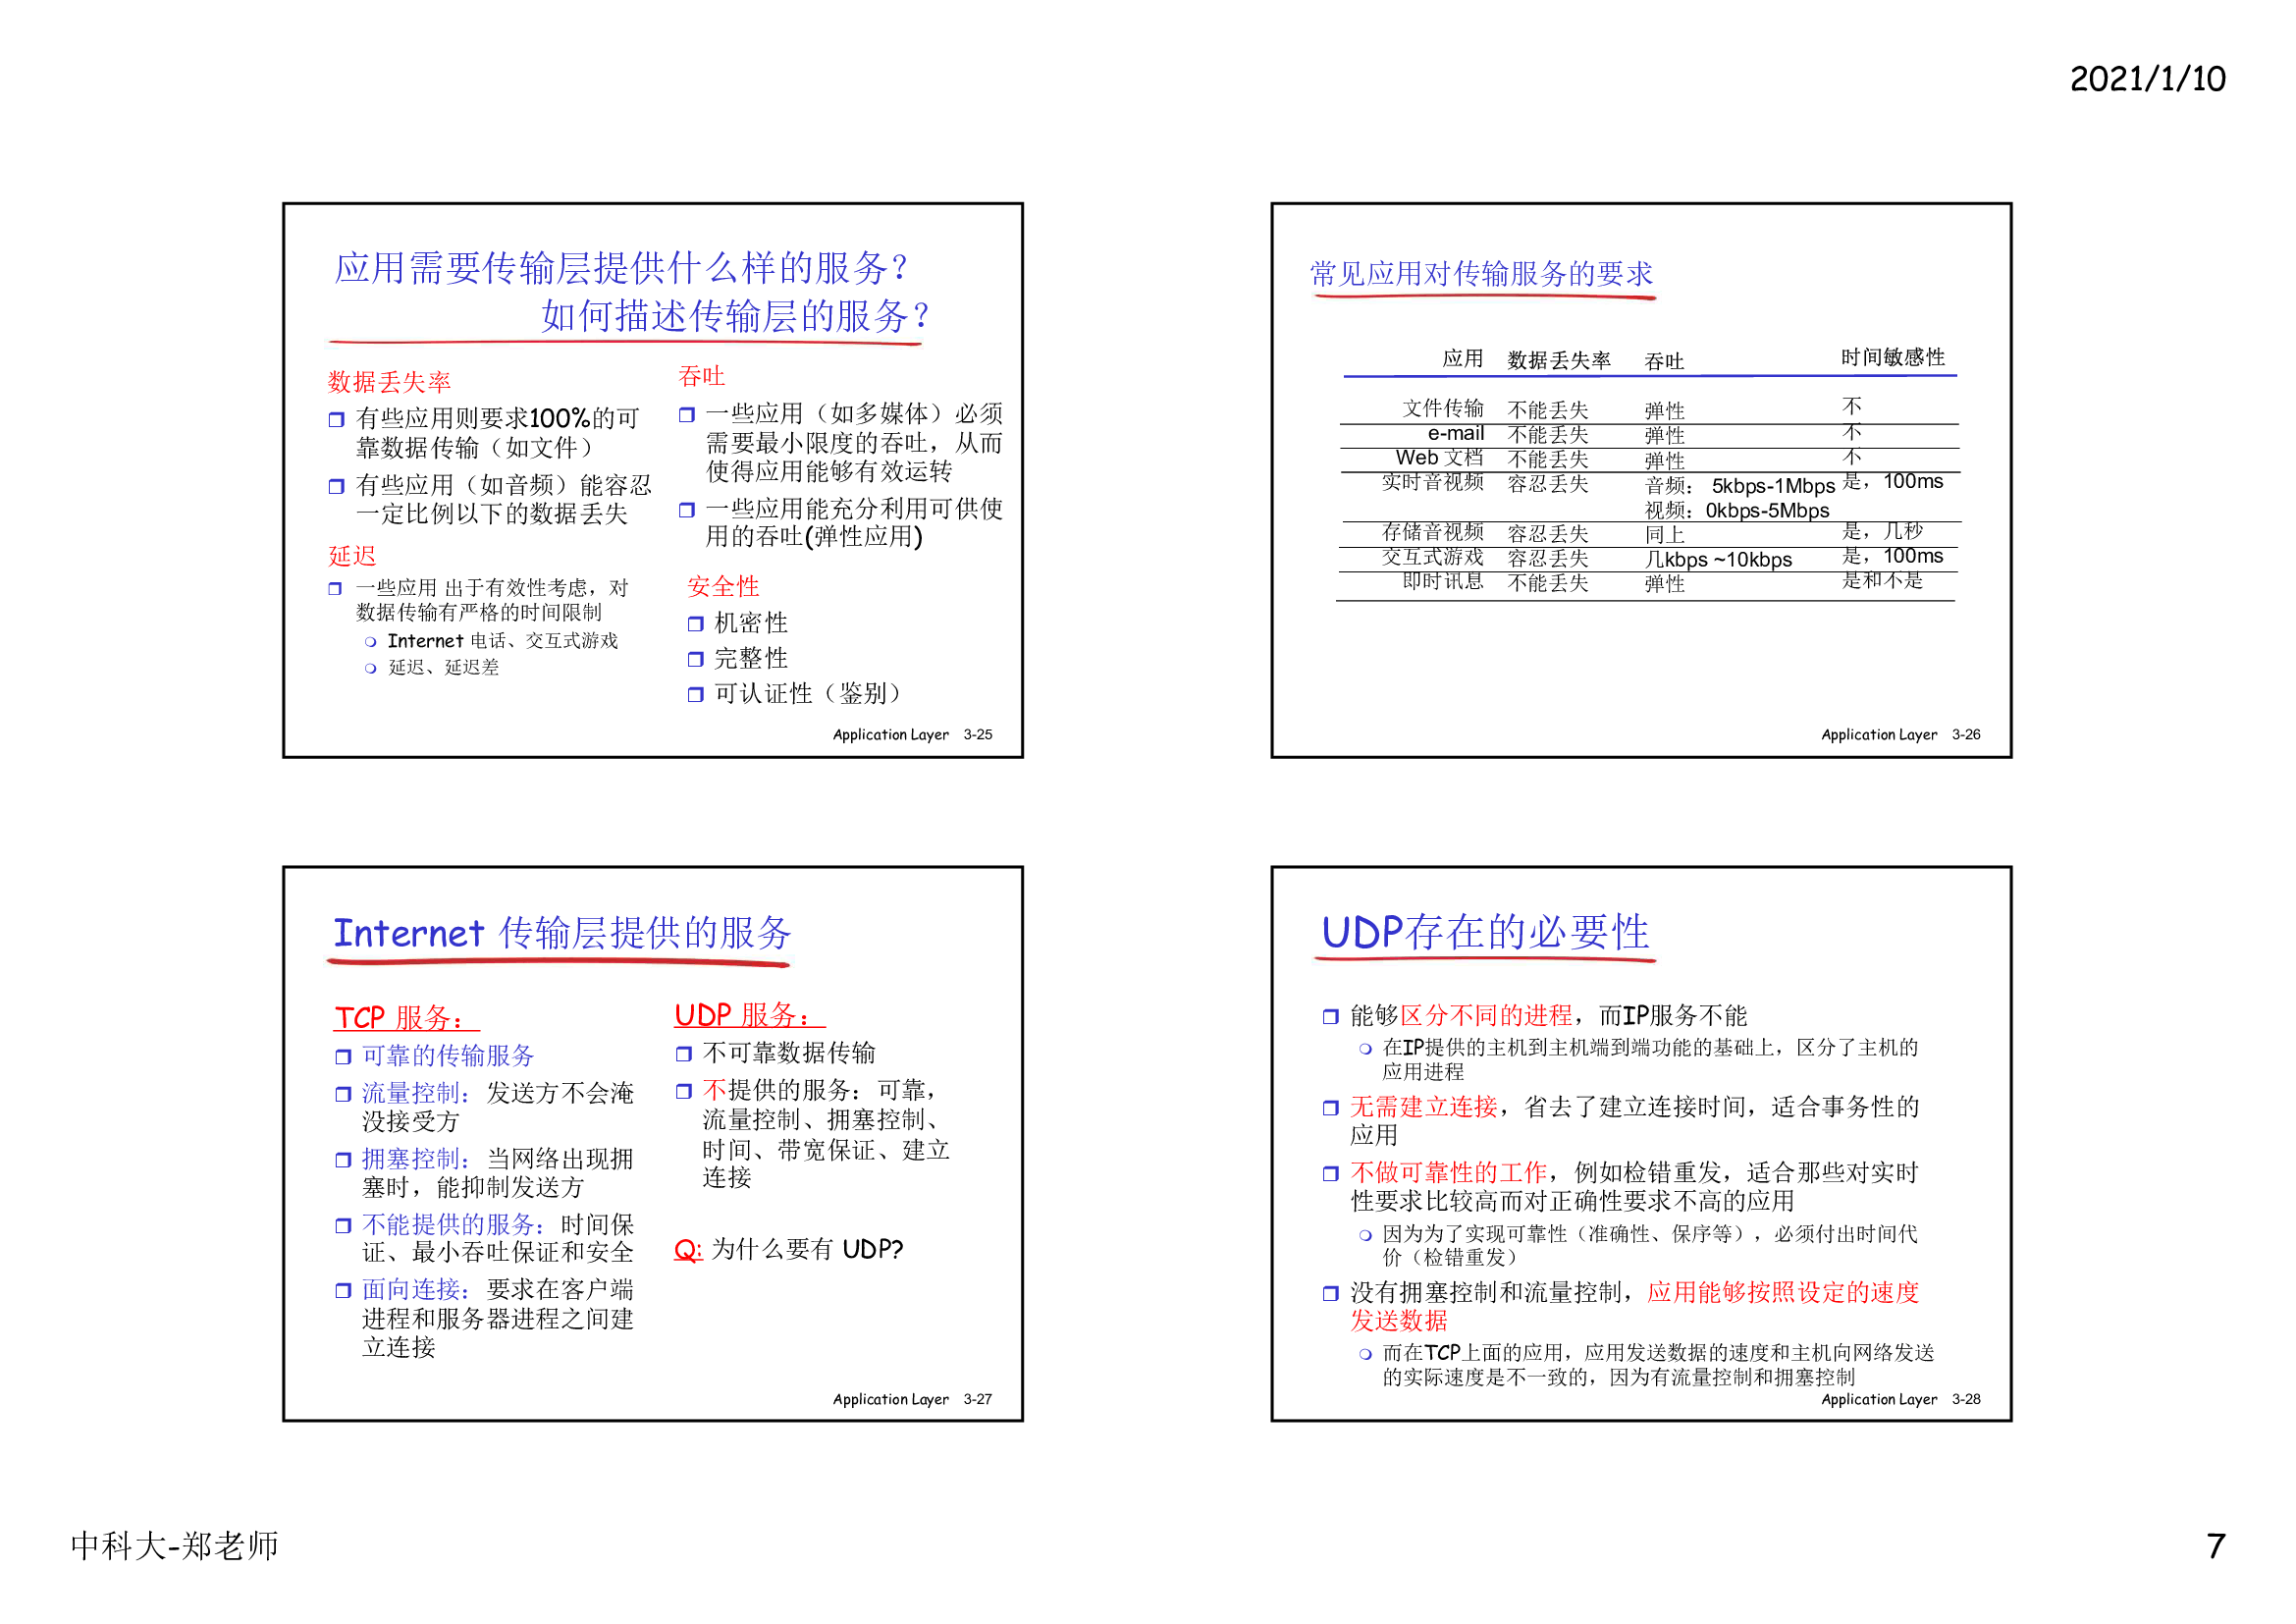 2021/1/10
应用需要传输层提供什么样的服务?
如何描述传输层的服务?
数据丢失率
有些应用则要求100%的可
靠数据传输（如文件）
有些应用（如音频）能容忍
一定比例以下的数据丢失
延迟
一些应用 出于有效性考虑，对
数据传输有严格的时间限制
Internet 电话、交互式游戏
延迟、延迟差
吞吐
一些应用（如多媒体）必须
需要最小限度的吞吐，从而
使得应用能够有效运转
一些应用能充分利用可供使
用的吞吐(弹性应用)
安全性
机密性
完整性
可认证性（鉴别）
Application Layer 3-25
常见应用对传输服务的要求
应用 数据丢失率 吞吐 时间敏感性
文件传输 不能丢失 弹性 不
e-mail 不能丢失 弹性 不
Web 文档 不能丢失 弹性 不
实时音视频 容忍丢失 音频： 5kbps-1Mbps 是，100ms
视频：0kbps-5Mbps
存储音视频 容忍丢失 同上 是，几秒
交互式游戏 容忍丢失 几kbps ~10kbps 是，100ms
即时讯息 不能丢失 弹性 是和不是
Application Layer 3-26
Internet 传输层提供的服务
TCP 服务：
可靠的传输服务
流量控制：发送方不会淹
没接受方
拥塞控制：当网络出现拥
塞时，能抑制发送方
不能提供的服务：时间保
证、最小吞吐保证和安全
面向连接：要求在客户端
进程和服务器进程之间建
立连接
UDP 服务：
不可靠数据传输
不提供的服务：可靠，
流量控制、拥塞控制、
时间、带宽保证、建立
连接
Q: 为什么要有 UDP?
Application Layer 3-27
UDP存在的必要性
能够区分不同的进程，而IP服务不能
在IP提供的主机到主机端到端功能的基础上，区分了主机的
应用进程
无需建立连接，省去了建立连接时间，适合事务性的
应用
不做可靠性的工作，例如检错重发，适合那些对实时
性要求比较高而对正确性要求不高的应用
因为为了实现可靠性（准确性、保序等），必须付出时间代
价（检错重发）
没有拥塞控制和流量控制，应用能够按照设定的速度
发送数据
而在TCP上面的应用，应用发送数据的速度和主机向网络发送
的实际速度是不一致的，因为有流量控制和拥塞控制
Application Layer 3-28
中科大-郑老师
7